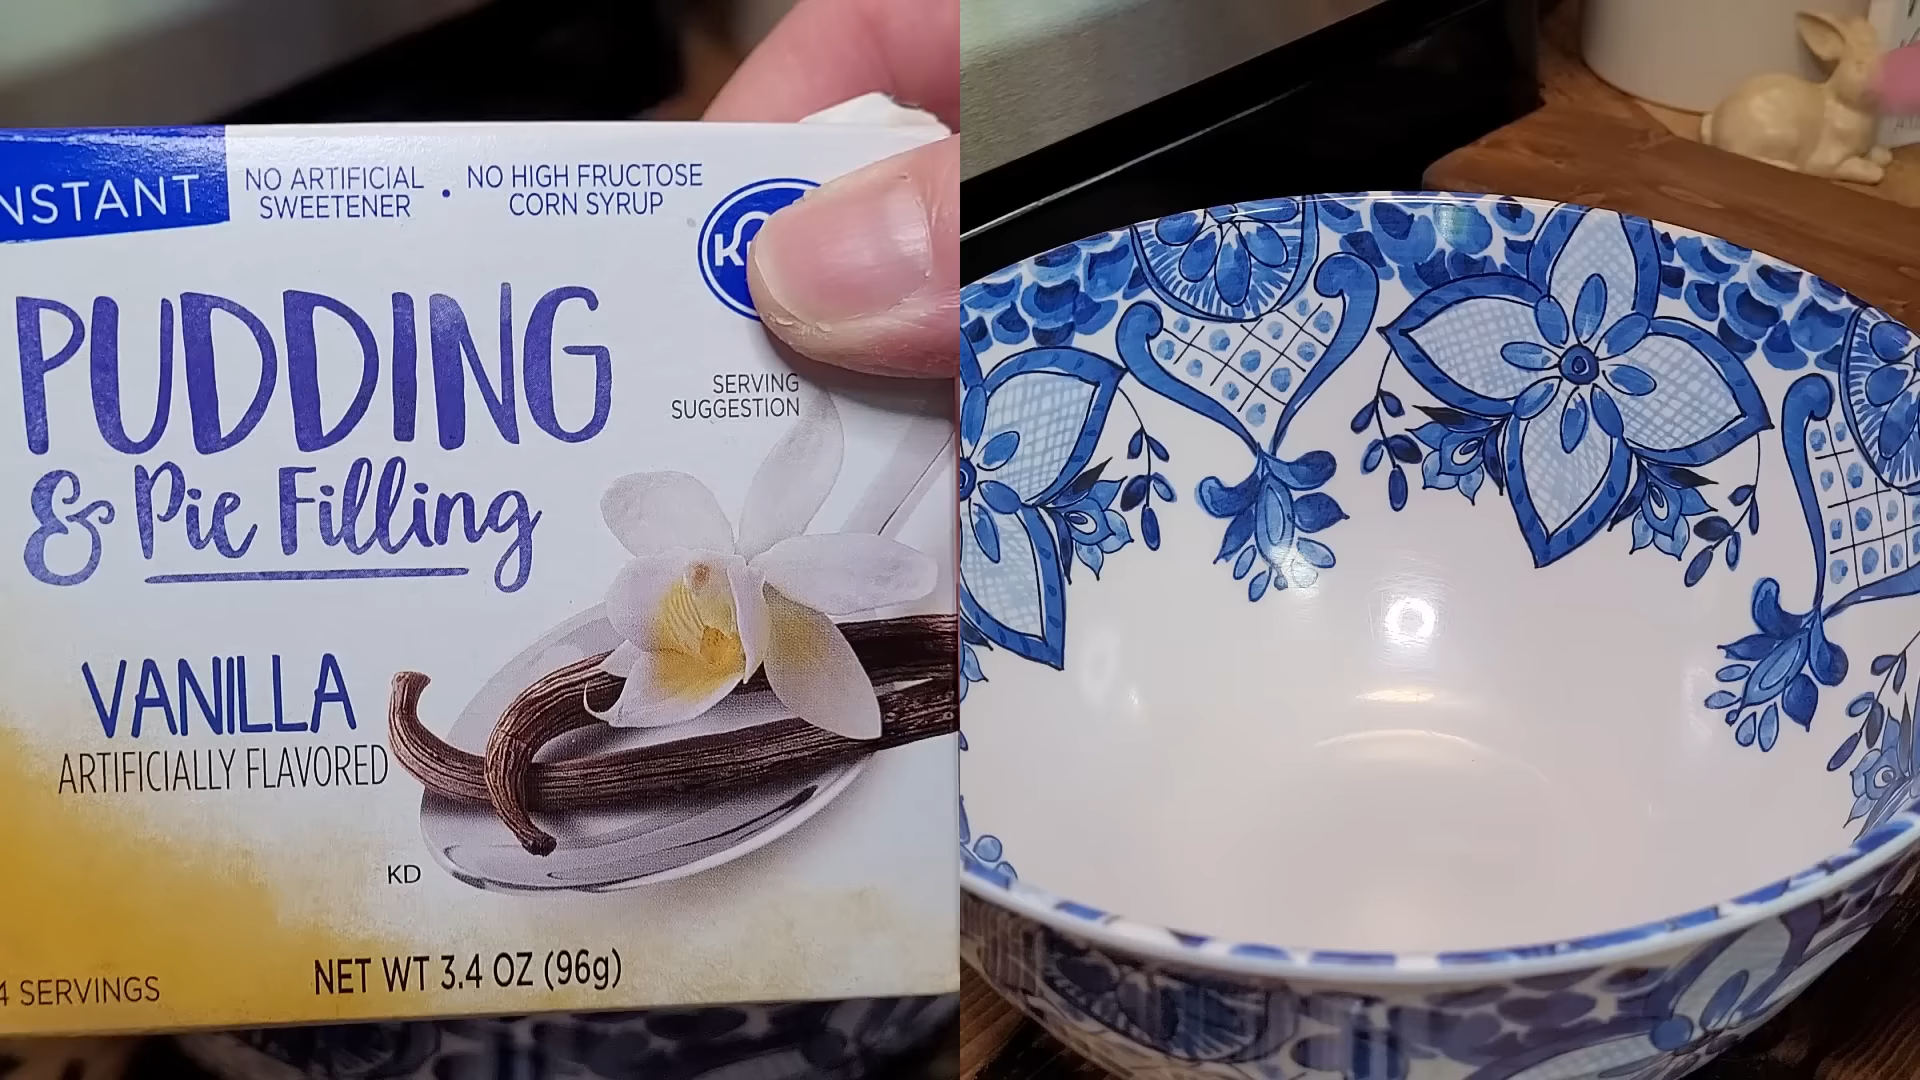 NSTANT
NO ARTIFICIAL
SWEETENER
•
NO HIGH FRUCTOSE
CORN SYRUP
PUDDING
& Pie Filling
SERVING
SUGGESTION
VANILLA
ARTIFICIALLY FLAVORED
KD
4 SERVINGS
NET WT 3.4 OZ (96g)